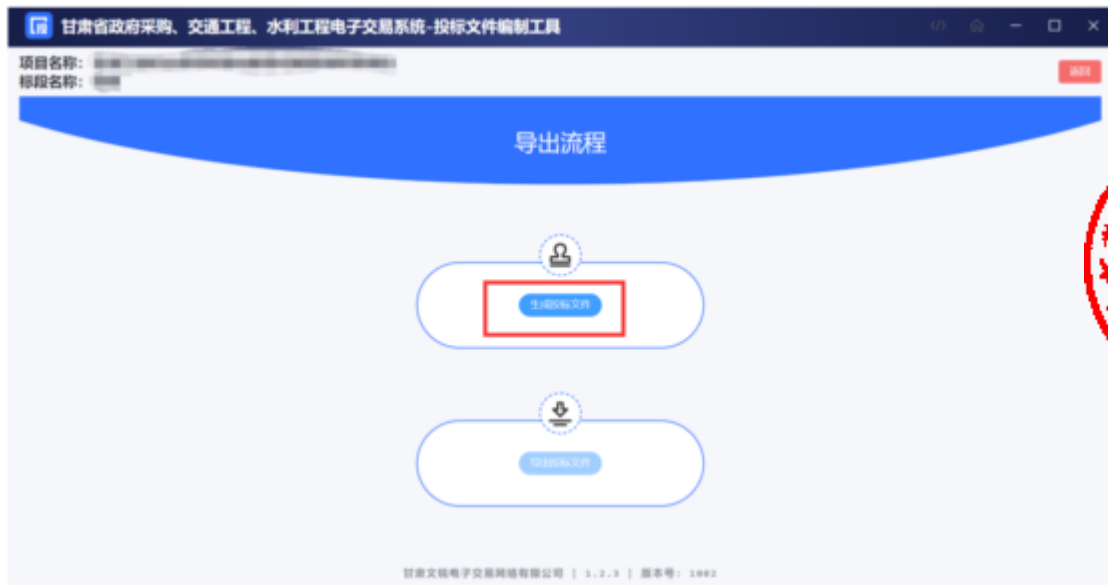 甘肃省政府采购、交通工程、水利工程电子交易系统-投标文件编制工具
项目名称：
标段名称：
返回
导出流程
生成投标文件
导出投标文件
甘肃文锐电子交易网络有限公司 | 1.2.3 | 版本号: 1002